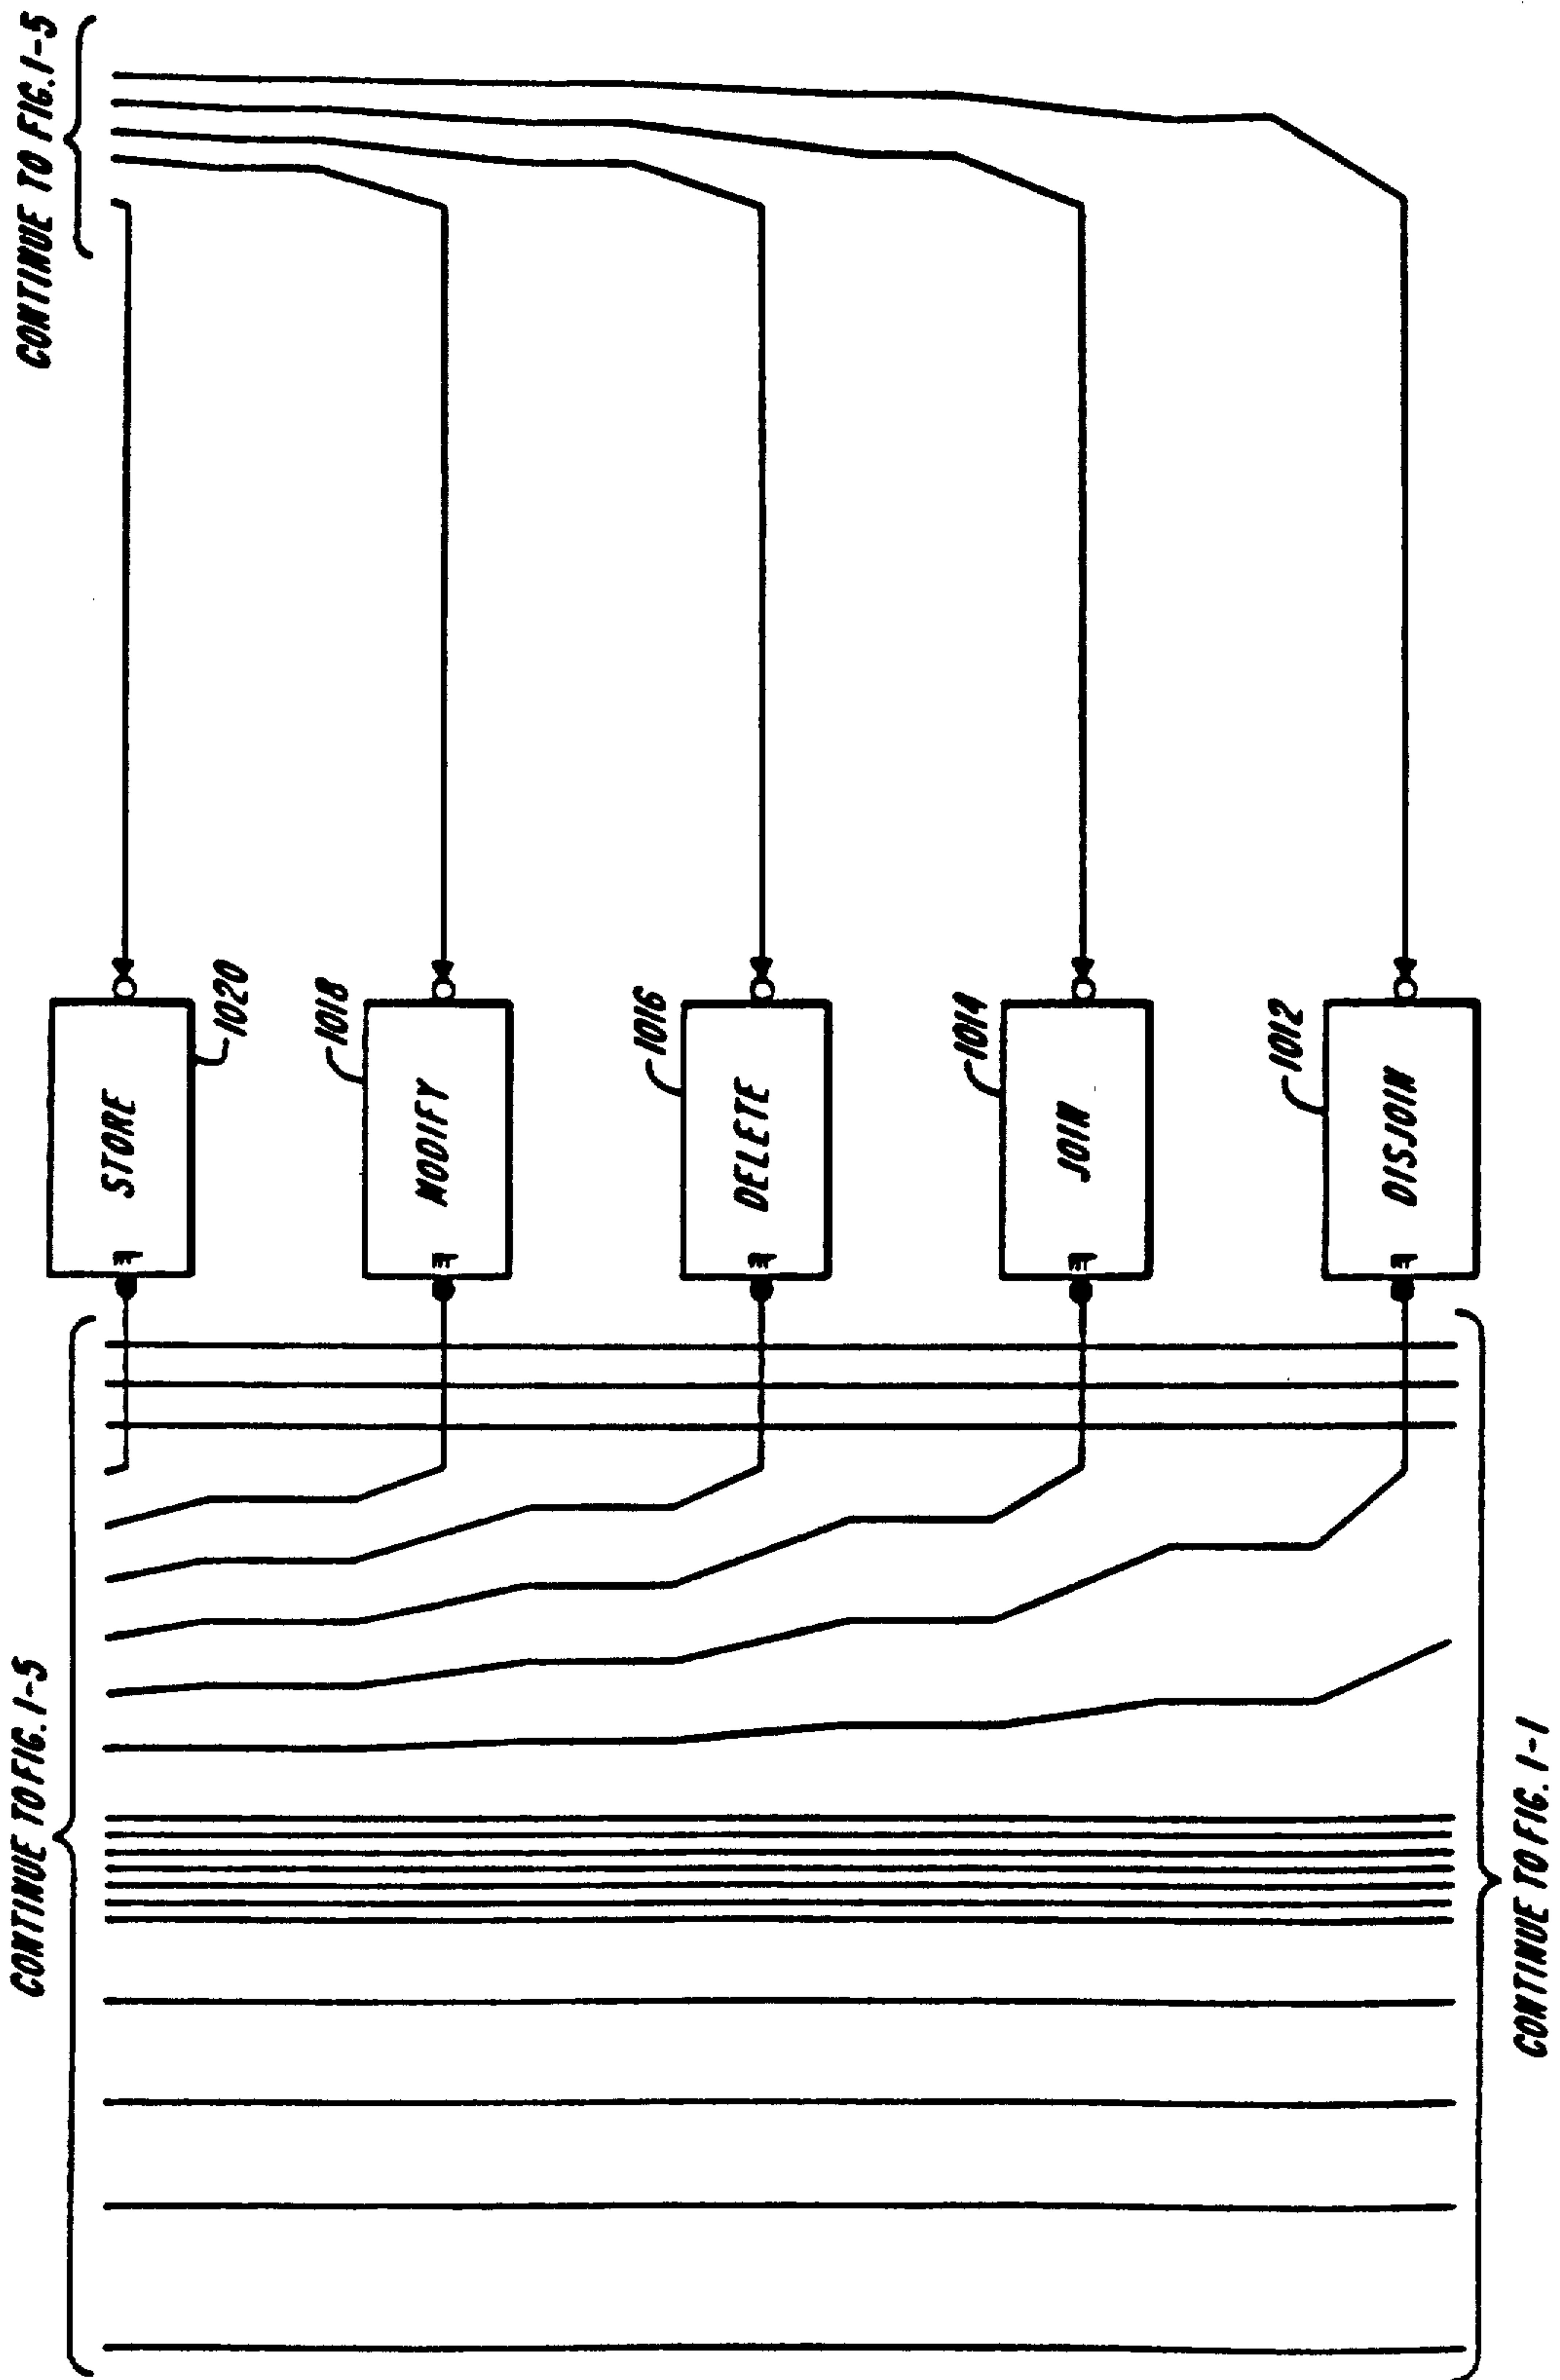 CONTINUE TO FIG. 1-5
CONTINUE TO FIG. 1-5
STORE
1020
MODIFY
1018
DELETE
1016
JOIN
1014
DISJOIN
1012
CONTINUE TO FIG. 1-1